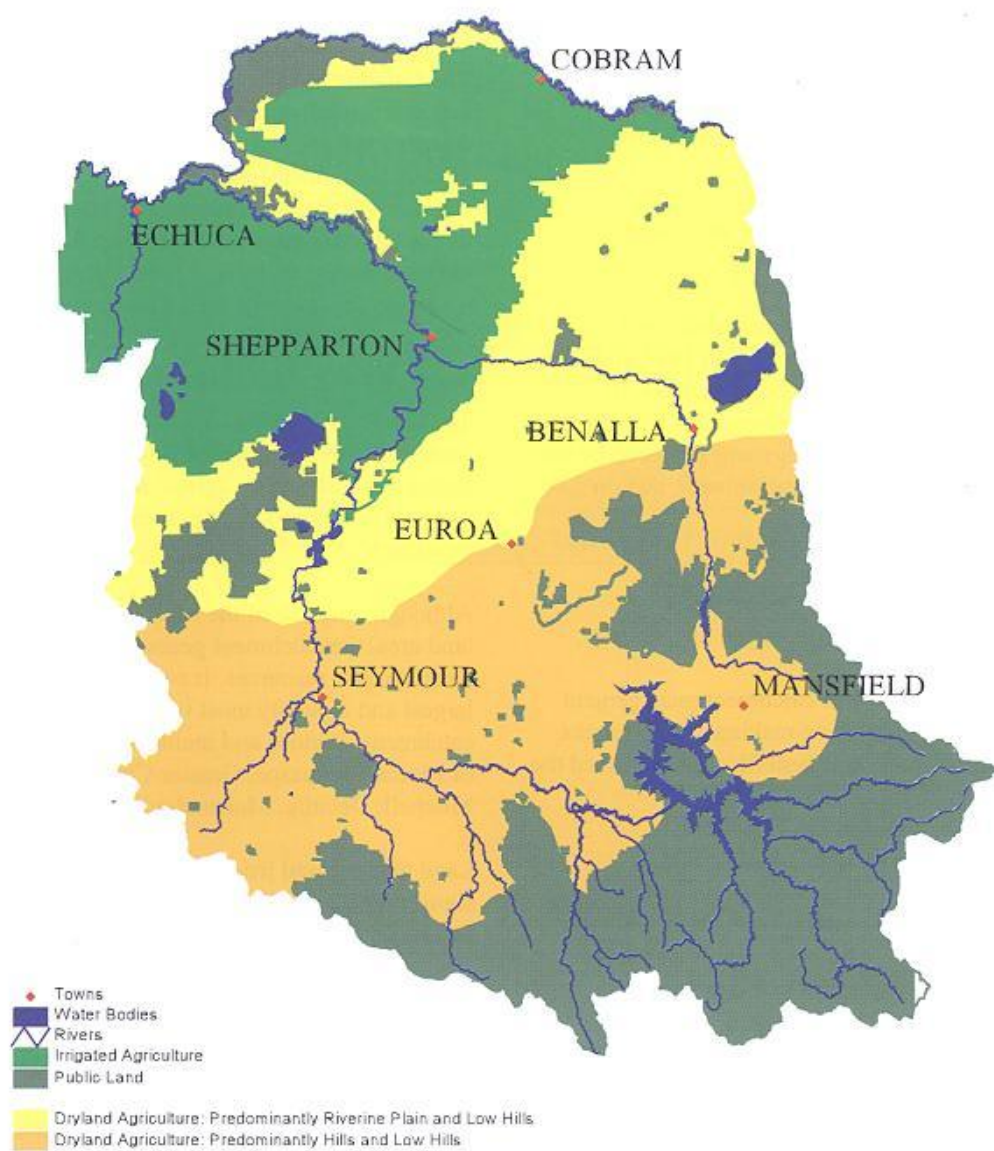 COBRAM
ECHUCA
SHEPPARTON
BENALLA
EUROA
SEYMOUR
MANSFIELD
Towns
Water Bodies
Rivers
Irrigated Agriculture
Public Land
Dryland Agriculture: Predominantly Riverine Plain and Low Hills
Dryland Agriculture: Predominantly Hills and Low Hills